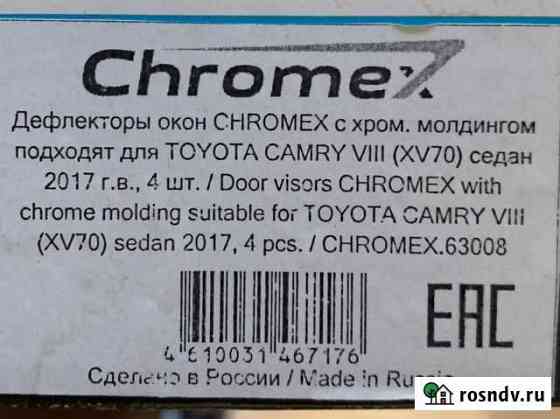 Chromex
Дефлекторы окон CHROMEX с хром. молдингом
подходят для TOYOTA CAMRY VIII (XV70) седан
2017 г.в., 4 шт. / Door visors CHROMEX with
chrome molding suitable for TOYOTA CAMRY VIII
(XV70) sedan 2017, 4 pcs. / CHROMEX.63008
EAC
4 610031 467176
Сделано в России / Made in Russia
rosndv.ru